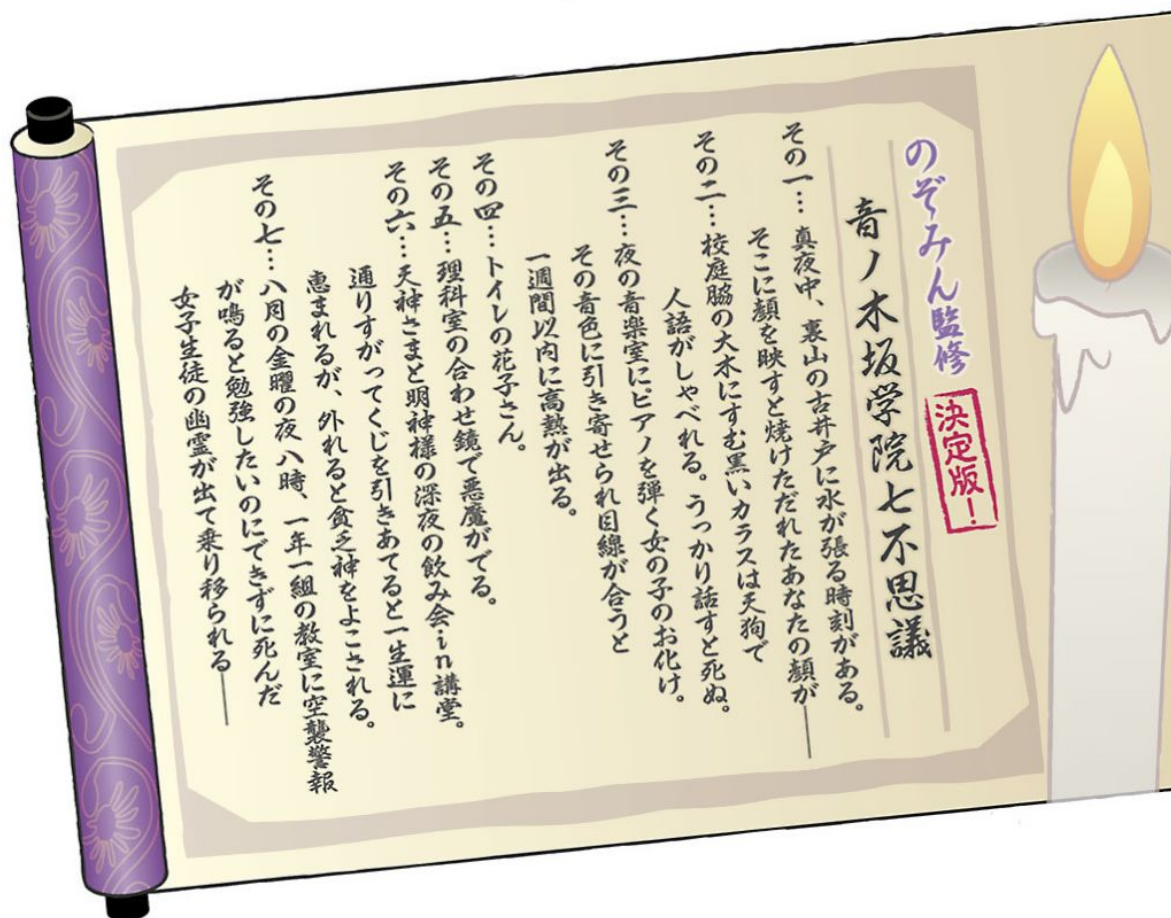 のぞみん監修
決定版！
音ノ木坂学院七不思議
その一…真夜中、裏山の古井戸に水が張る時刻がある。
そこに顔を映すと焼けただれたあなたの顔が――
その二…校庭脇の大木にすむ黒いカラスは天狗で
人語がしゃべれる。うっかり話すと死ぬ。
その三…夜の音楽室にピアノを弾く女の子のお化け。
その音色に引き寄せられ目線が合うと
一週間以内に高熱が出る。
その四…トイレの花子さん。
その五…理科室の合わせ鏡で悪魔がでる。
その六…天神さまと明神様の深夜の飲み会・in講堂。
通りすがってくじを引きあてると一生運に
恵まれるが、外れると貧乏神をよこされる。
その七…八月の金曜の夜八時、一年一組の教室に空襲警報
が鳴ると勉強したいのにできずに死んだ
女子生徒の幽霊が出て乗り移られる――